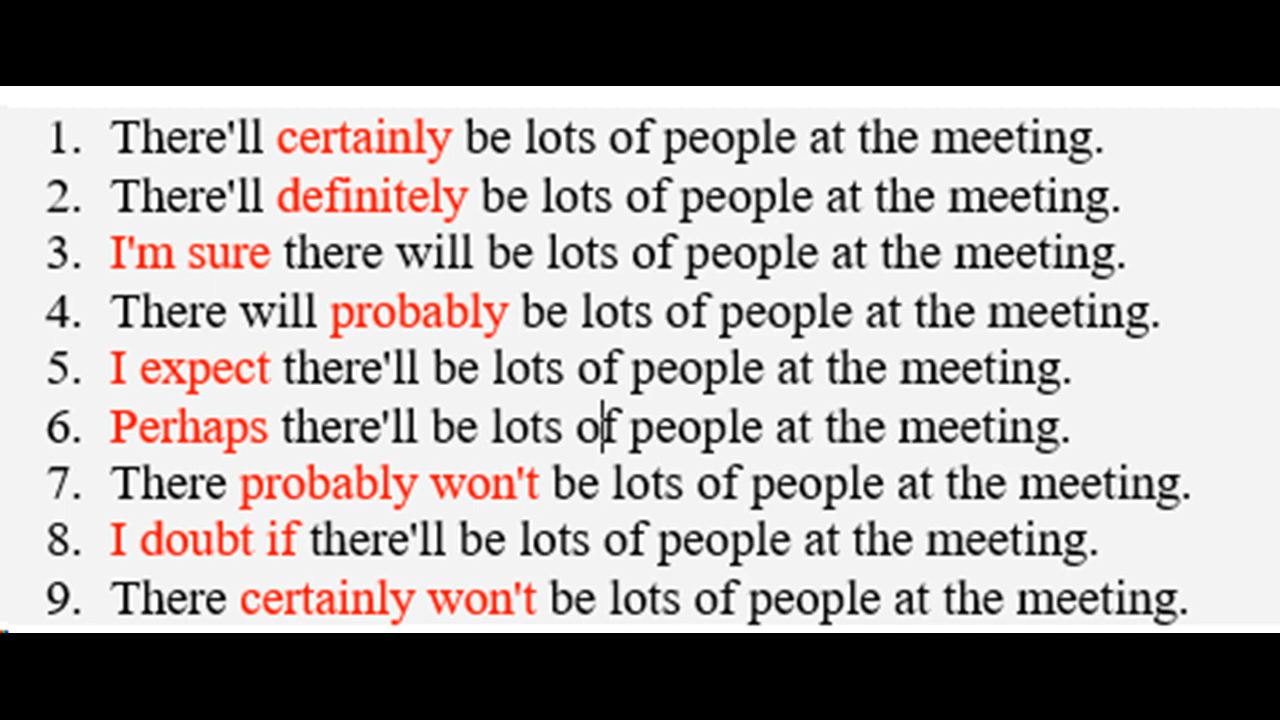 1. There'll certainly be lots of people at the meeting.
2. There'll definitely be lots of people at the meeting.
3. I'm sure there will be lots of people at the meeting.
4. There will probably be lots of people at the meeting.
5. I expect there'll be lots of people at the meeting.
6. Perhaps there'll be lots of people at the meeting.
7. There probably won't be lots of people at the meeting.
8. I doubt if there'll be lots of people at the meeting.
9. There certainly won't be lots of people at the meeting.